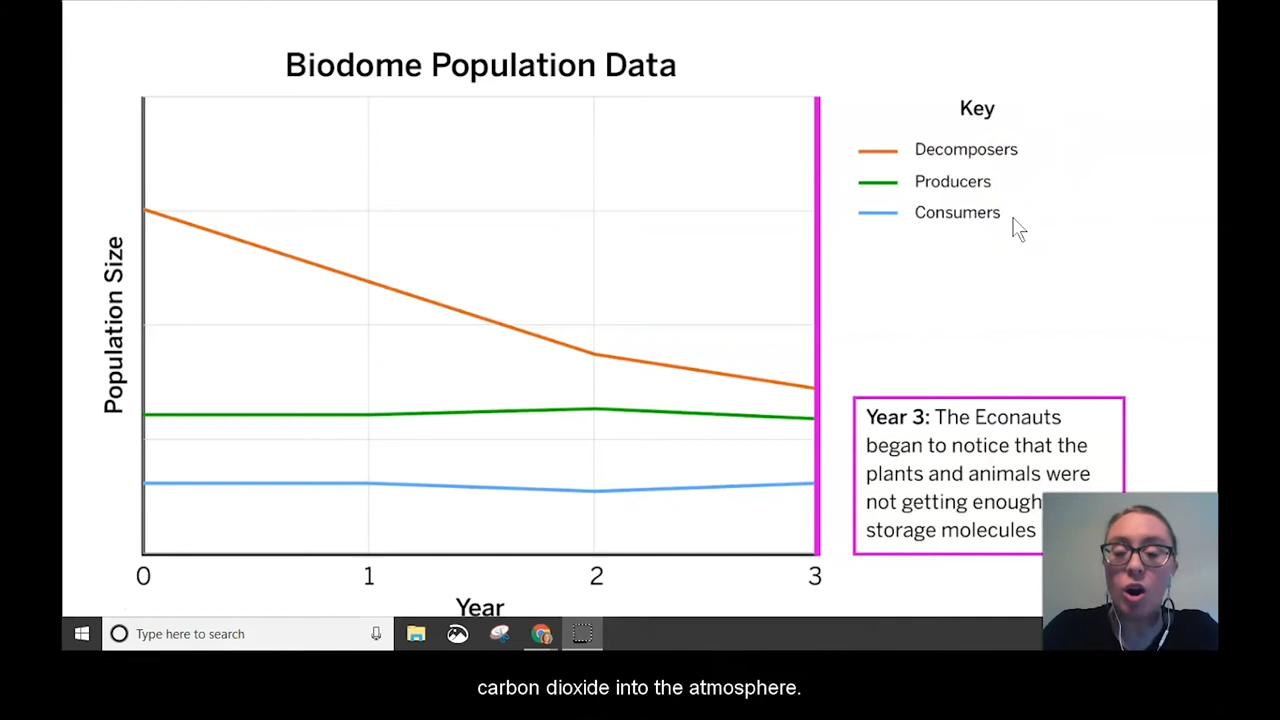 Biodome Population Data
Key
Decomposers
Producers
Consumers
Population Size
Year 3: The Econauts
began to notice that the
plants and animals were
not getting enough
storage molecules
0 1 2 3
Year
Type here to search
carbon dioxide into the atmosphere.